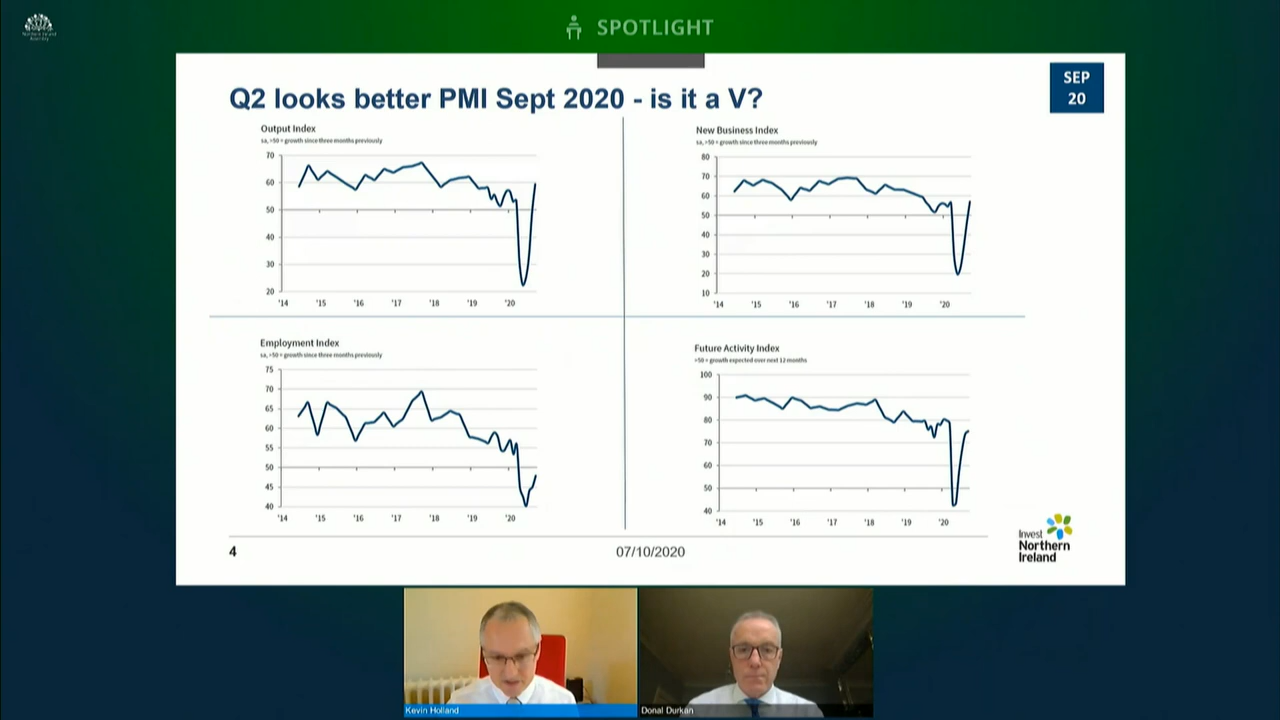 Northern Ireland
Assembly
SPOTLIGHT
Q2 looks better PMI Sept 2020 - is it a V?
SEP
20
Output Index
sa, >50 = growth since three months previously
70
60
50
40
30
20
'14 '15 '16 '17 '18 '19 '20
New Business Index
sa, >50 = growth since three months previously
80
70
60
50
40
30
20
10
'14 '15 '16 '17 '18 '19 '20
Employment Index
sa, >50 = growth since three months previously
75
70
65
60
55
50
45
40
'14 '15 '16 '17 '18 '19 '20
Future Activity Index
>50 = growth expected over next 12 months
100
90
80
70
60
50
40
'14 '15 '16 '17 '18 '19 '20
4
07/10/2020
Invest
Northern
Ireland
Kevin Holland
Donal Durkan